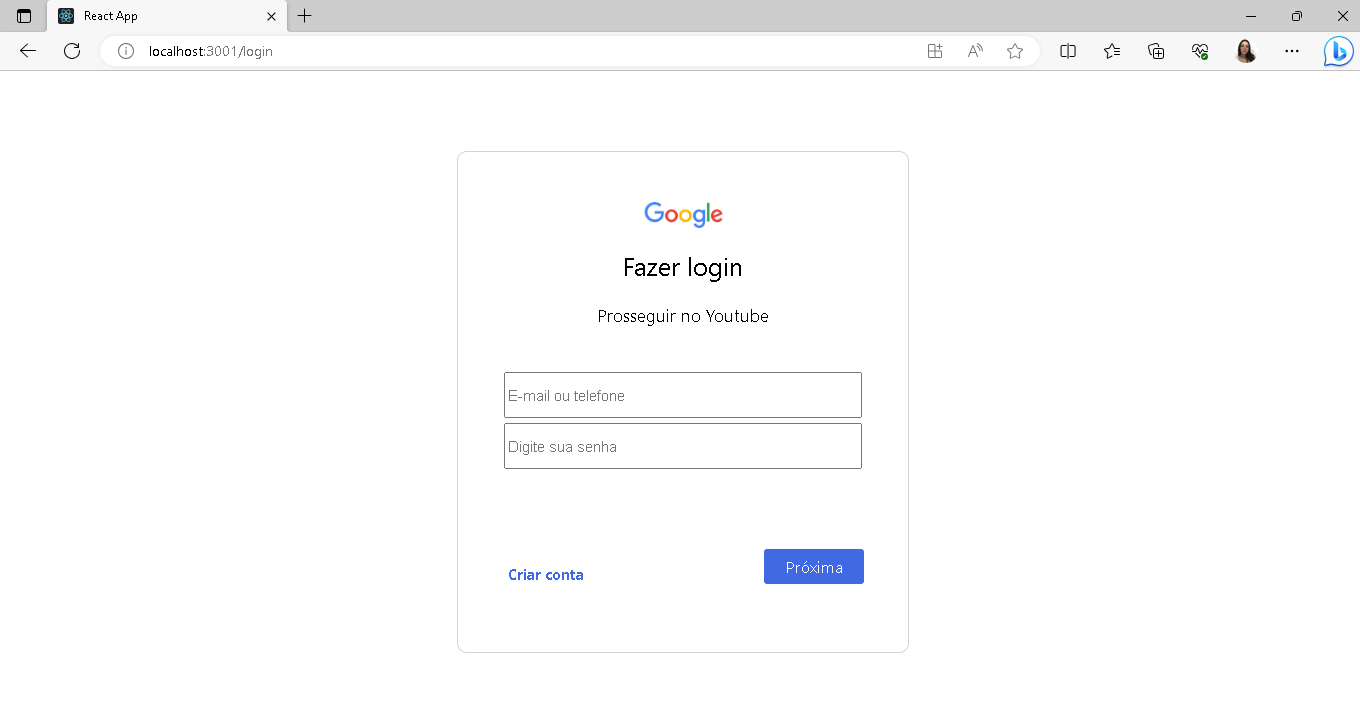 React App
localhost:3001/login
Google
Fazer login
Prosseguir no Youtube
E-mail ou telefone
Digite sua senha
Criar conta
Próxima